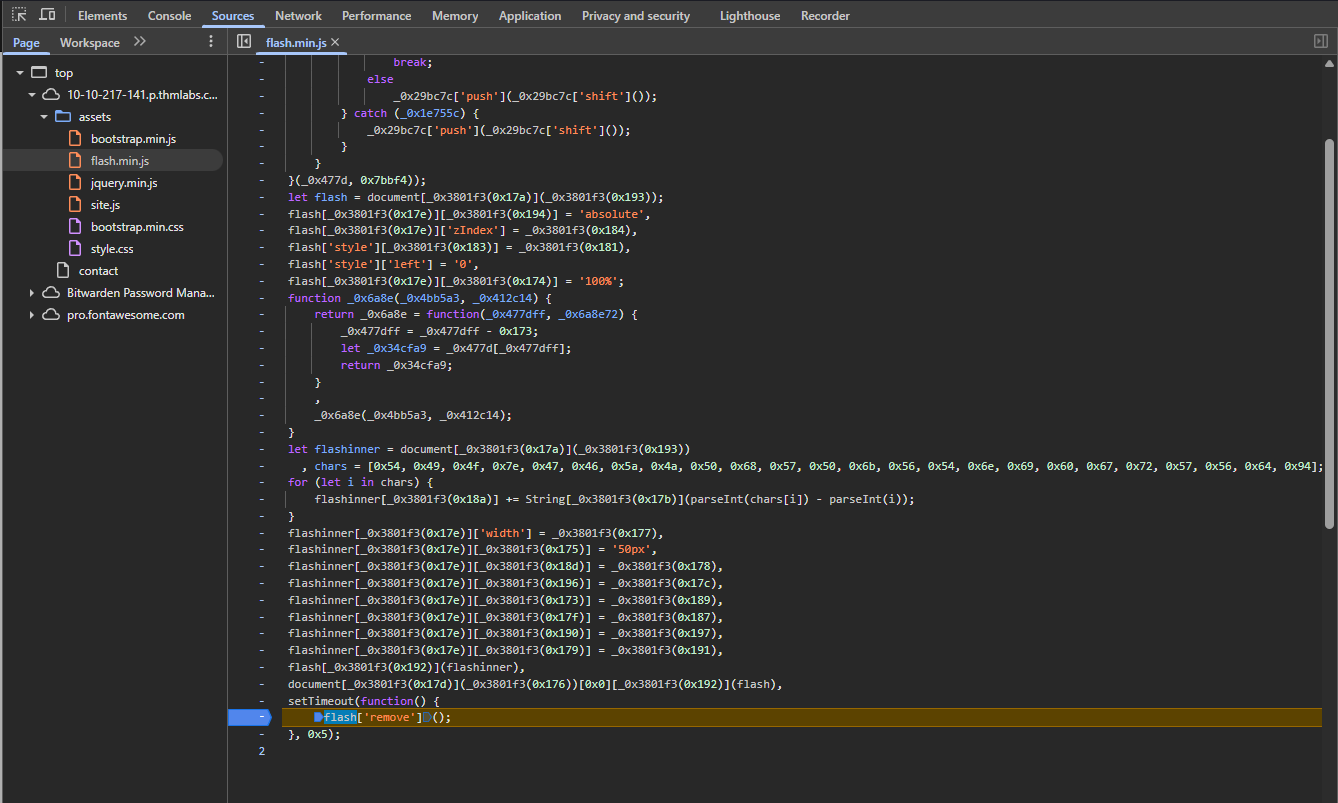 Elements Console Sources Network Performance Memory Application Privacy and security Lighthouse Recorder
Page Workspace
flash.min.js
top
10-10-217-141.p.thmlabs.c...
assets
bootstrap.min.js
flash.min.js
jquery.min.js
site.js
bootstrap.min.css
style.css
contact
Bitwarden Password Mana...
pro.fontawesome.com
- break;
- else
- _0x29bc7c['push'](_0x29bc7c['shift']());
- } catch (_0x1e755c) {
- _0x29bc7c['push'](_0x29bc7c['shift']());
- }
- }
- }(_0x477d, 0x7bbf4));
- let flash = document[_0x3801f3(0x17a)](_0x3801f3(0x193));
- flash[_0x3801f3(0x17e)][_0x3801f3(0x194)] = 'absolute',
- flash[_0x3801f3(0x17e)]['zIndex'] = _0x3801f3(0x184),
- flash['style'][_0x3801f3(0x183)] = _0x3801f3(0x181),
- flash['style']['left'] = '0',
- flash[_0x3801f3(0x17e)][_0x3801f3(0x174)] = '100%';
- function _0x6a8e(_0x4bb5a3, _0x412c14) {
- return _0x6a8e = function(_0x477dff, _0x6a8e72) {
- _0x477dff = _0x477dff - 0x173;
- let _0x34cfa9 = _0x477d[_0x477dff];
- return _0x34cfa9;
- }
- ,
- _0x6a8e(_0x4bb5a3, _0x412c14);
- }
- let flashinner = document[_0x3801f3(0x17a)](_0x3801f3(0x193))
- , chars = [0x54, 0x49, 0x4f, 0x7e, 0x47, 0x46, 0x5a, 0x4a, 0x50, 0x68, 0x57, 0x50, 0x6b, 0x56, 0x54, 0x6e, 0x69, 0x60, 0x67, 0x72, 0x57, 0x56, 0x64, 0x94];
- for (let i in chars) {
- flashinner[_0x3801f3(0x18a)] += String[_0x3801f3(0x17b)](parseInt(chars[i]) - parseInt(i));
- }
- flashinner[_0x3801f3(0x17e)]['width'] = _0x3801f3(0x177),
- flashinner[_0x3801f3(0x17e)][_0x3801f3(0x175)] = '50px',
- flashinner[_0x3801f3(0x17e)][_0x3801f3(0x18d)] = _0x3801f3(0x178),
- flashinner[_0x3801f3(0x17e)][_0x3801f3(0x196)] = _0x3801f3(0x17c),
- flashinner[_0x3801f3(0x17e)][_0x3801f3(0x173)] = _0x3801f3(0x189),
- flashinner[_0x3801f3(0x17e)][_0x3801f3(0x17f)] = _0x3801f3(0x187),
- flashinner[_0x3801f3(0x17e)][_0x3801f3(0x190)] = _0x3801f3(0x197),
- flashinner[_0x3801f3(0x17e)][_0x3801f3(0x179)] = _0x3801f3(0x191),
- flash[_0x3801f3(0x192)](flashinner),
- document[_0x3801f3(0x17d)](_0x3801f3(0x176))[0x0][_0x3801f3(0x192)](flash),
- setTimeout(function() {
- flash['remove']();
- }, 0x5);
2